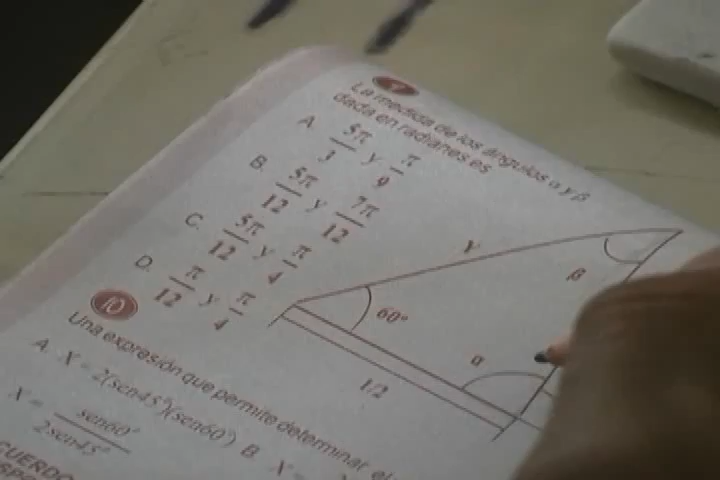 9
La medida de los ángulos α y β
dada en radianes es
A. 5π/3 y π/9
B. 5π/12 y 7π/12
C. 5π/12 y π/4
D. π/12 y π/4
Y
β
60°
α
1/2
10
Una expresión que permite determinar el
A. X = 2(sen45°)(sen60°) B. X =
X = sen60°/2sen45°
CUERDO